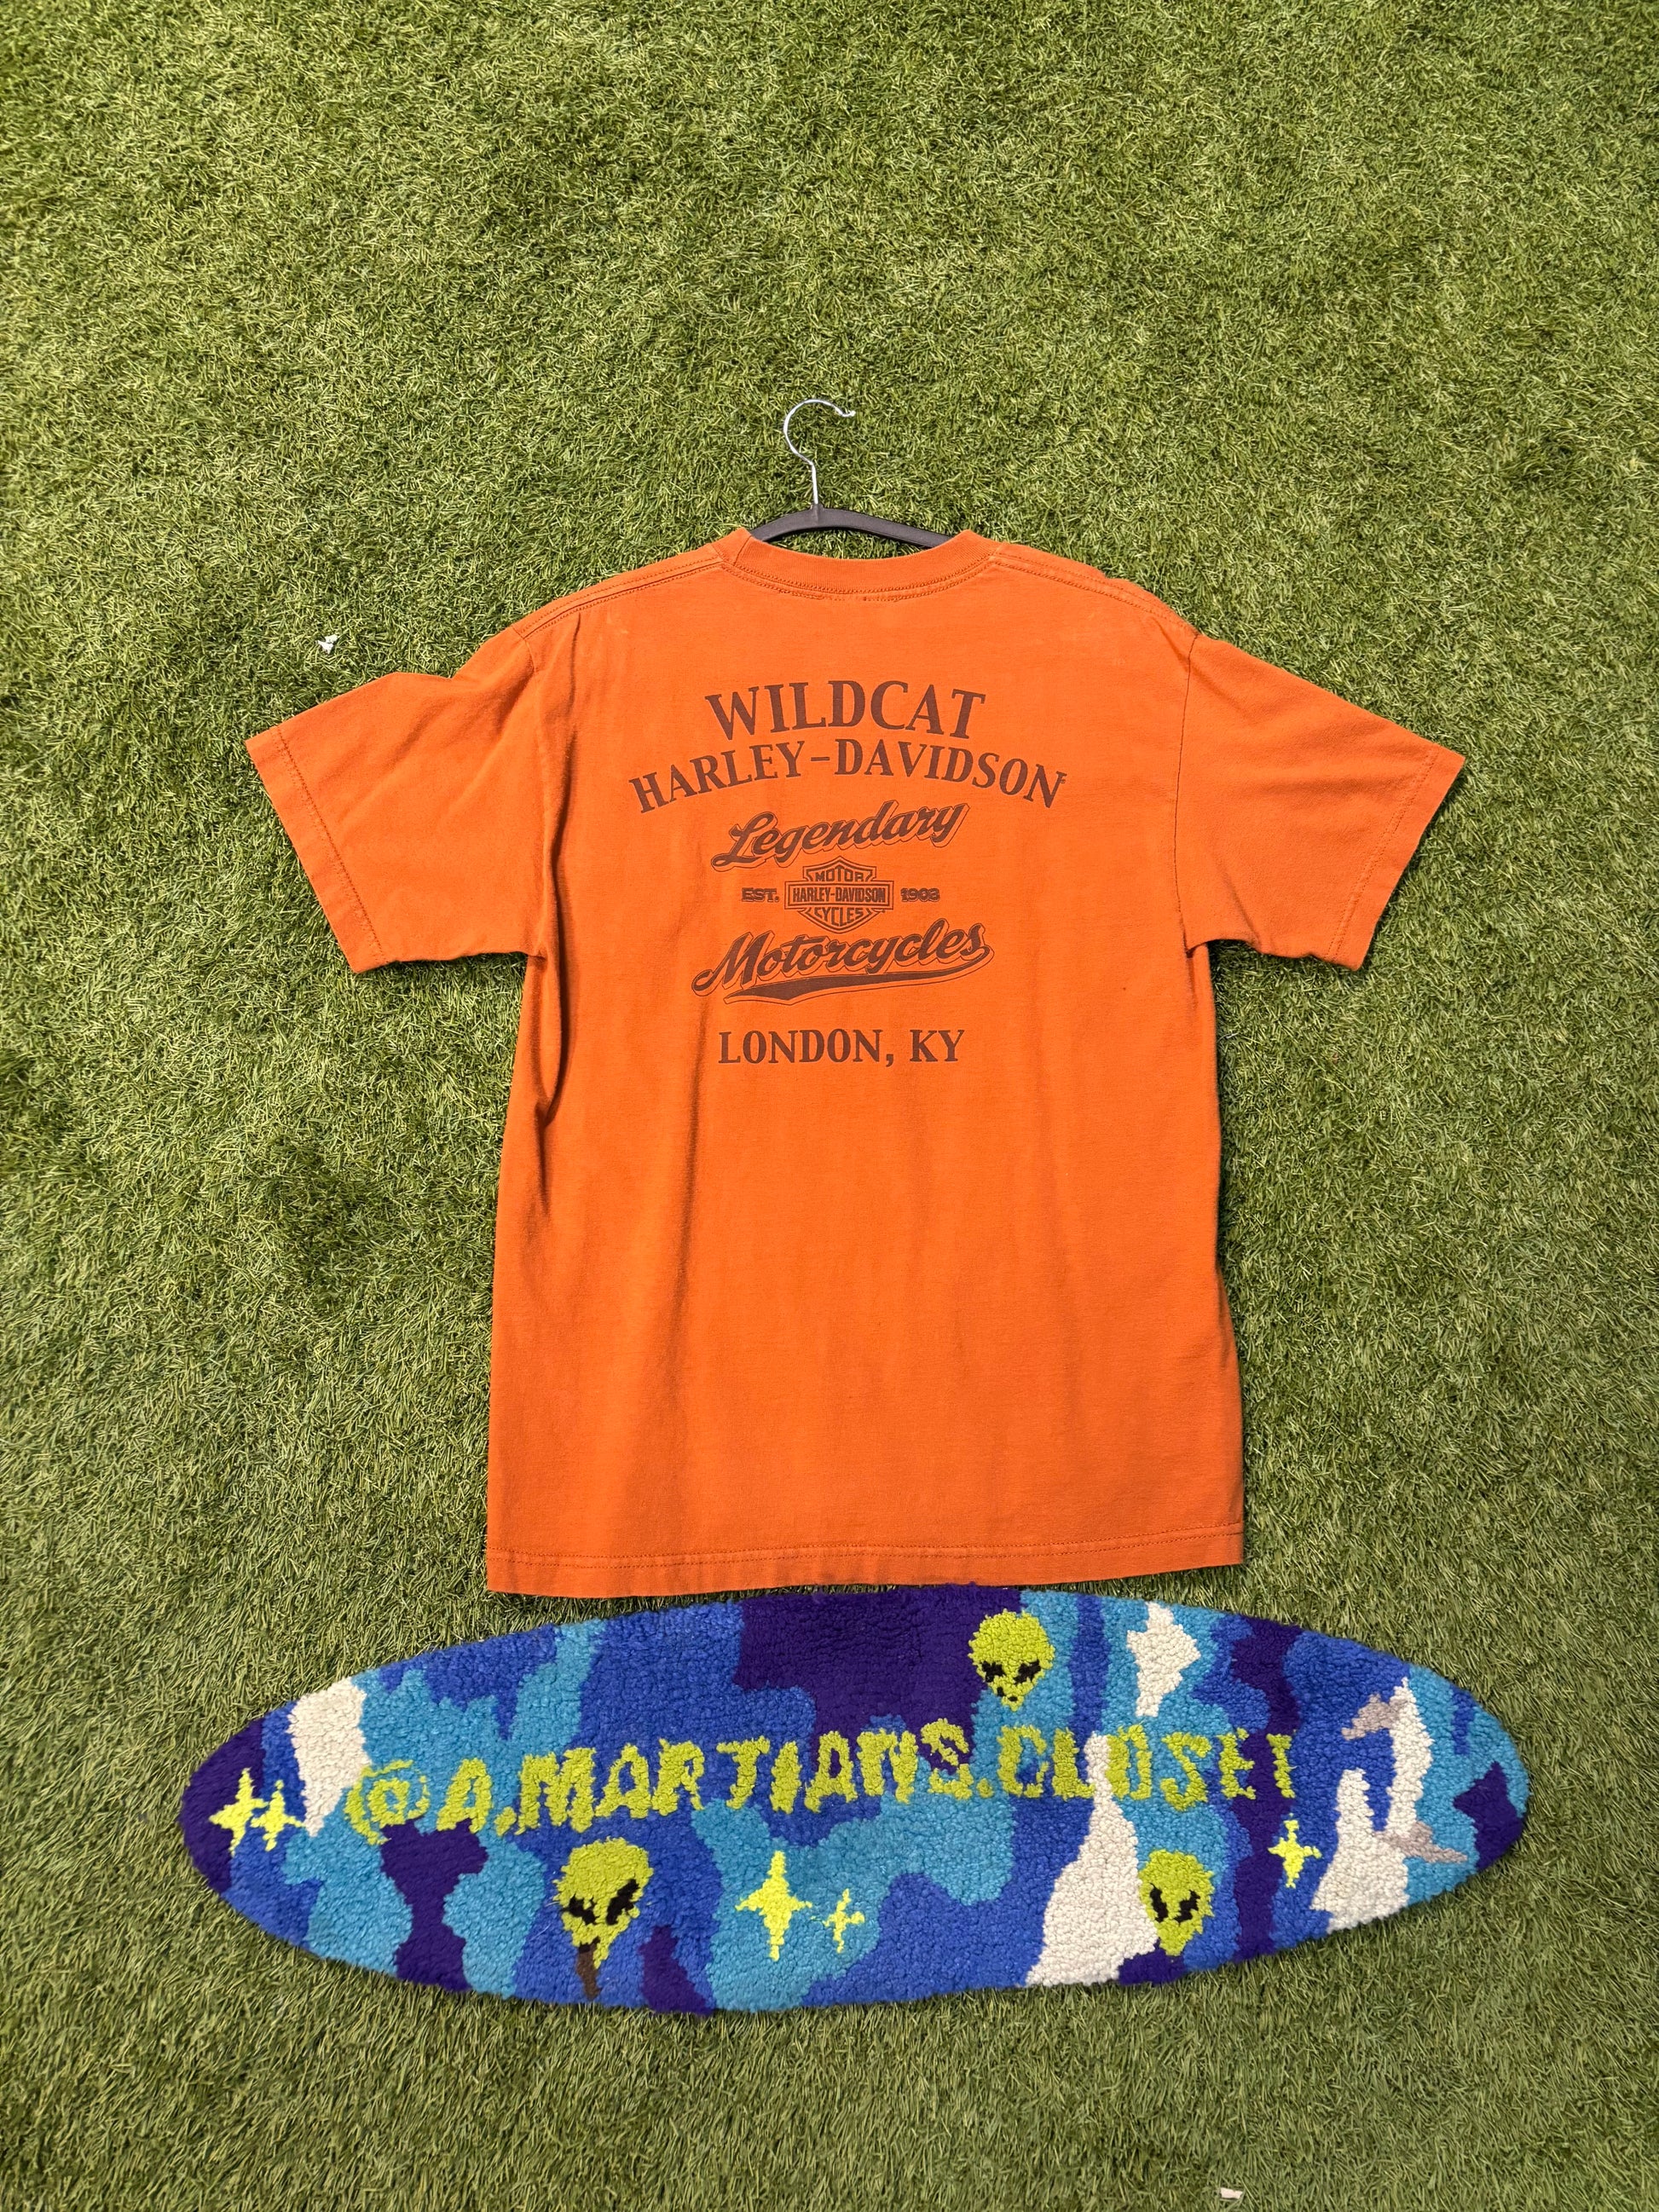 WILDCAT
HARLEY-DAVIDSON
Legendary
MOTOR
EST. HARLEY-DAVIDSON 1903
CYCLES
Motorcycles
LONDON, KY
@A.MARTIANS.CLOSET